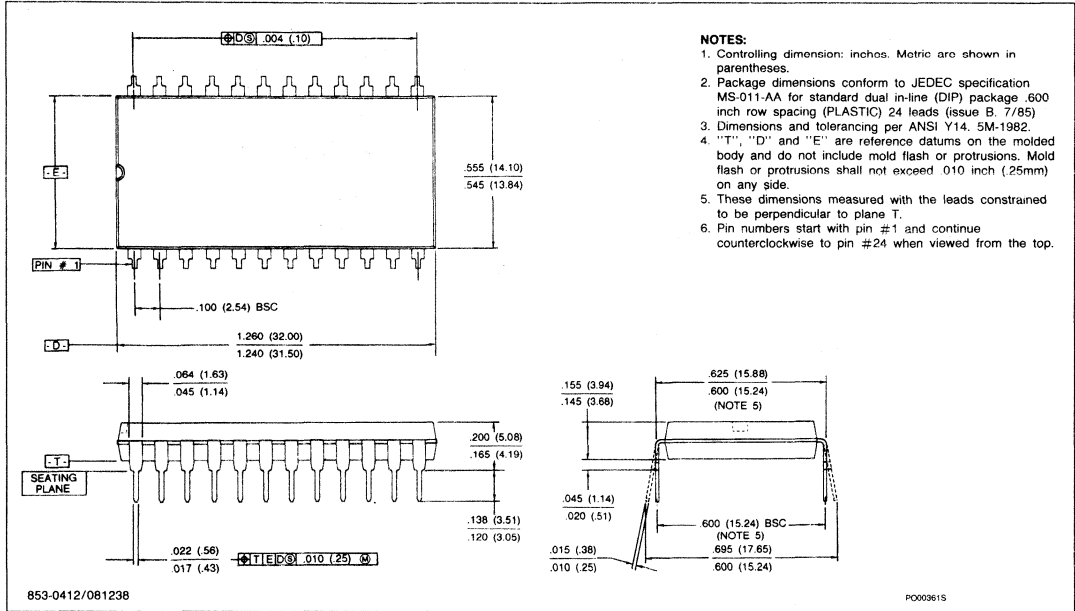 ⌖ D Ⓢ .004 (.10)
NOTES:
1. Controlling dimension: inches. Metric are shown in
parentheses.
2. Package dimensions conform to JEDEC specification
MS-011-AA for standard dual in-line (DIP) package .600
inch row spacing (PLASTIC) 24 leads (issue B. 7/85)
3. Dimensions and tolerancing per ANSI Y14. 5M-1982.
4. "T", "D" and "E" are reference datums on the molded
body and do not include mold flash or protrusions. Mold
flash or protrusions shall not exceed .010 inch (.25mm)
on any side.
5. These dimensions measured with the leads constrained
to be perpendicular to plane T.
6. Pin numbers start with pin #1 and continue
counterclockwise to pin #24 when viewed from the top.
- E -
.555 (14.10)
.545 (13.84)
PIN # 1
.100 (2.54) BSC
- D -
1.260 (32.00)
1.240 (31.50)
.064 (1.63)
.045 (1.14)
.200 (5.08)
.165 (4.19)
- T -
SEATING
PLANE
.138 (3.51)
.120 (3.05)
.022 (.56)
.017 (.43)
⌖ T E D Ⓢ .010 (.25) Ⓜ
.155 (3.94)
.145 (3.68)
.625 (15.88)
.600 (15.24)
(NOTE 5)
.045 (1.14)
.020 (.51)
.600 (15.24) BSC
(NOTE 5)
.695 (17.65)
.600 (15.24)
.015 (.38)
.010 (.25)
853-0412/081238
PO00361S